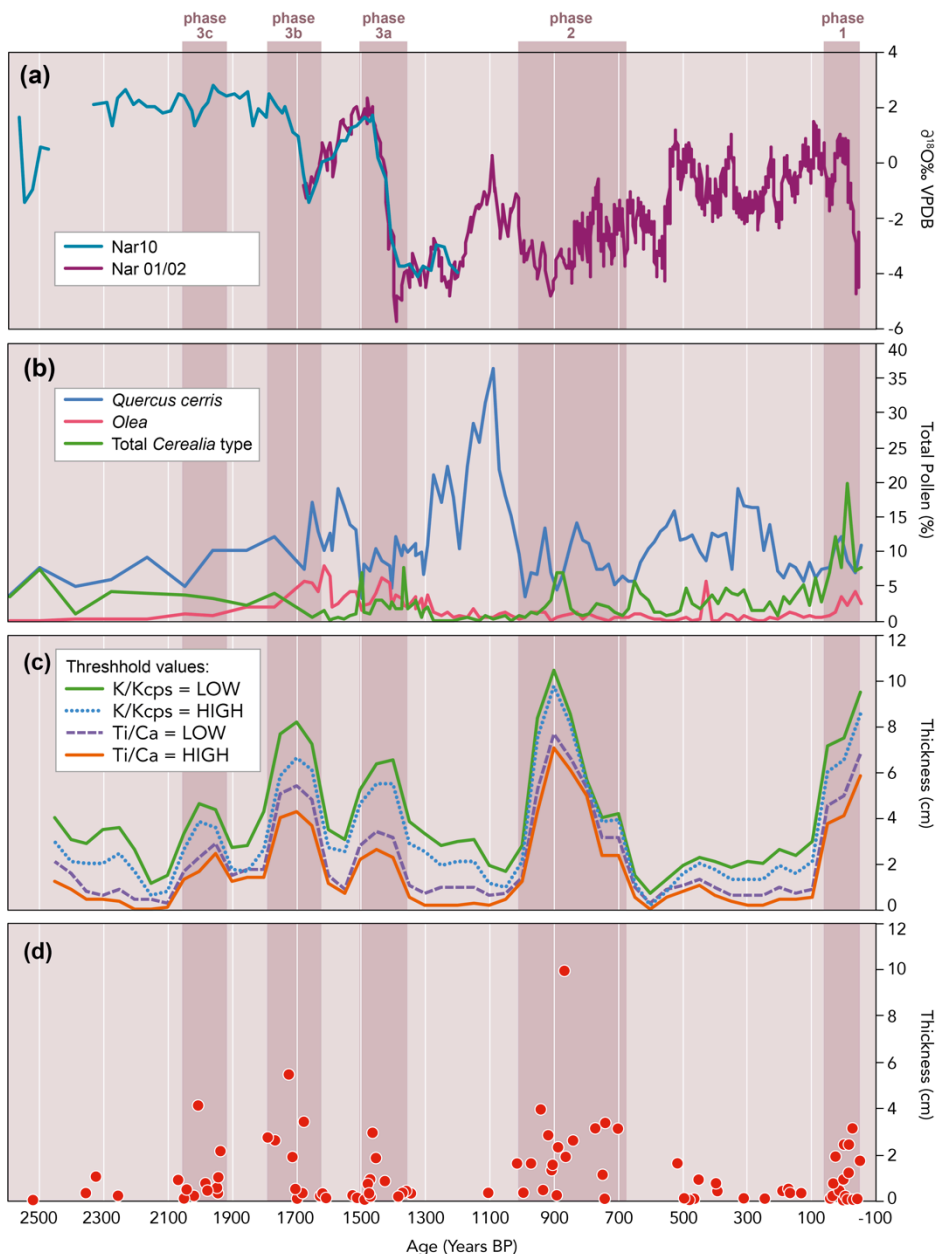 phase
3c
phase
3b
phase
3a
phase
2
phase
1
(a)
4
2
0
-2
-4
-6
∂18O‰ VPDB
Nar10
Nar 01/02
(b)
40
35
30
25
20
15
10
5
0
Total Pollen (%)
Quercus cerris
Olea
Total Cerealia type
(c)
12
10
8
6
4
2
0
Thickness (cm)
Threshhold values:
K/Kcps = LOW
K/Kcps = HIGH
Ti/Ca = LOW
Ti/Ca = HIGH
(d)
12
10
8
6
4
2
0
Thickness (cm)
2500 2300 2100 1900 1700 1500 1300 1100 900 700 500 300 100 -100
Age (Years BP)